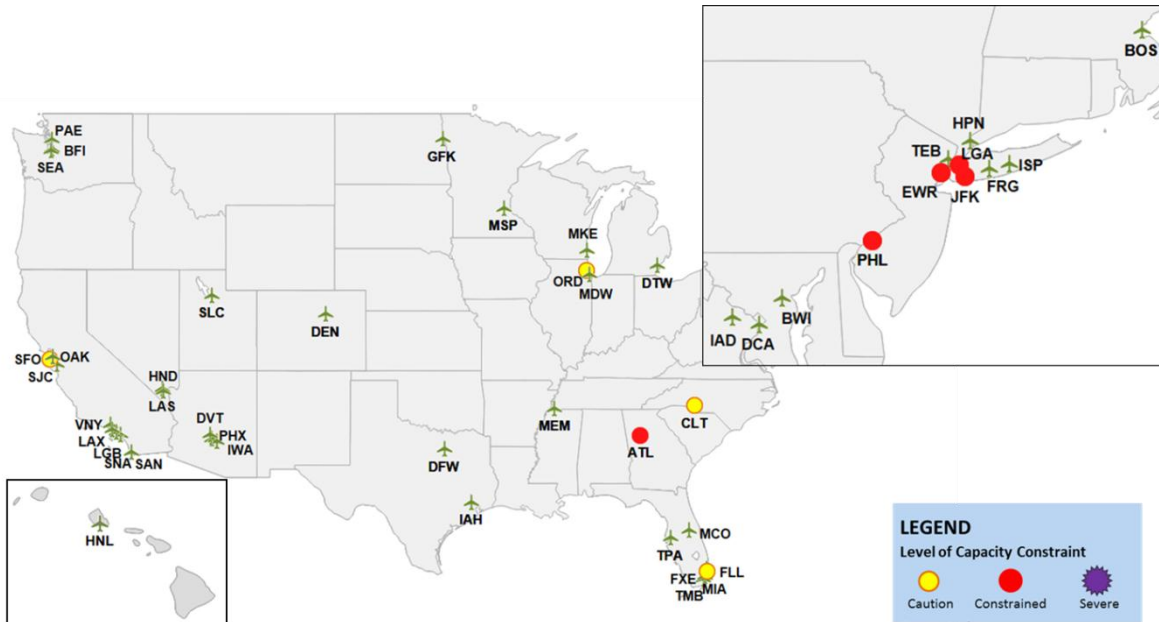 BOS
HPN
TEB
LGA
ISP
EWR
JFK
FRG
PHL
BWI
IAD
DCA
PAE
BFI
SEA
GFK
MSP
MKE
ORD
MDW
DTW
SLC
DEN
SFO
OAK
SJC
HND
LAS
VNY
LAX
LGB
SNA
SAN
DVT
PHX
IWA
MEM
CLT
ATL
DFW
IAH
MCO
TPA
FXE
FLL
MIA
TMB
HNL
LEGEND
Level of Capacity Constraint
Caution
Constrained
Severe